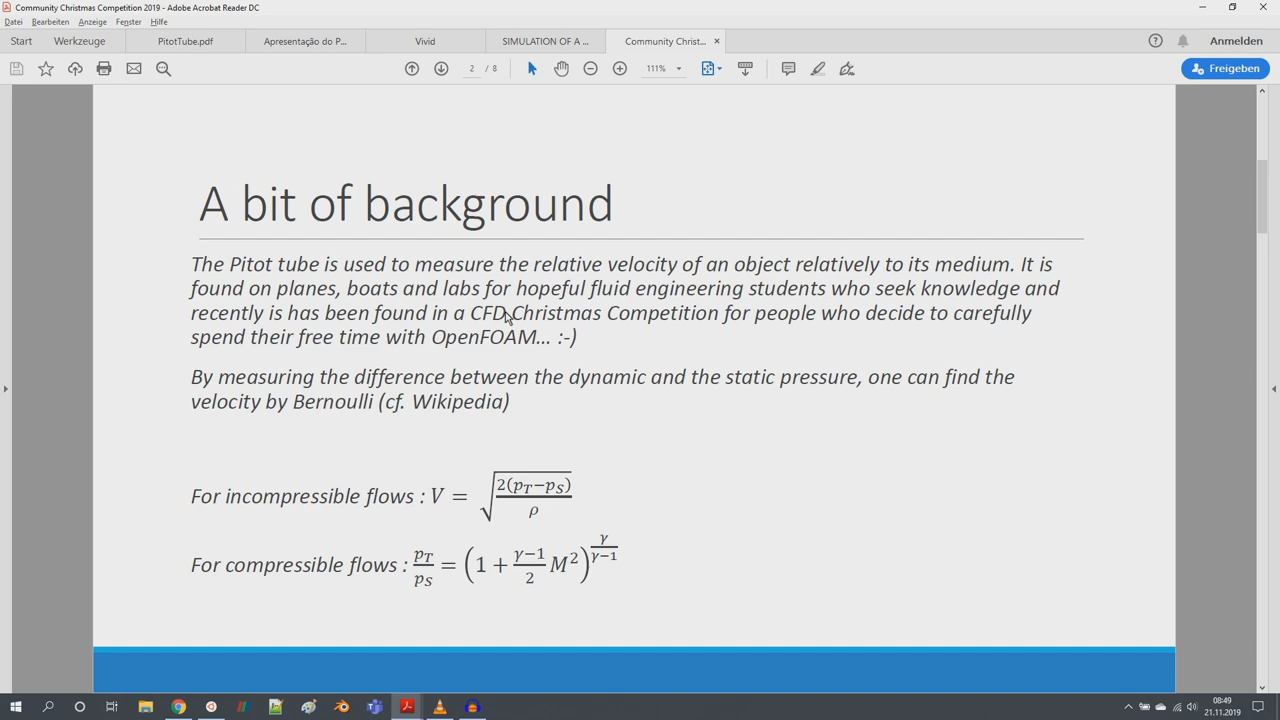 Community Christmas Competition 2019 - Adobe Acrobat Reader DC
Datei Bearbeiten Anzeige Fenster Hilfe
Start Werkzeuge PitotTube.pdf Apresentação do P... Vivid SIMULATION OF A ... Community Christ... × Anmelden
2 / 8 111% Freigeben
A bit of background
The Pitot tube is used to measure the relative velocity of an object relatively to its medium. It is
found on planes, boats and labs for hopeful fluid engineering students who seek knowledge and
recently is has been found in a CFD Christmas Competition for people who decide to carefully
spend their free time with OpenFOAM... :-)
By measuring the difference between the dynamic and the static pressure, one can find the
velocity by Bernoulli (cf. Wikipedia)
For incompressible flows : V = √(2(p_T−p_S)/ρ)
For compressible flows : p_T/p_S = (1 + (γ−1)/2 M²)^(γ/(γ−1))
08:49
21.11.2019